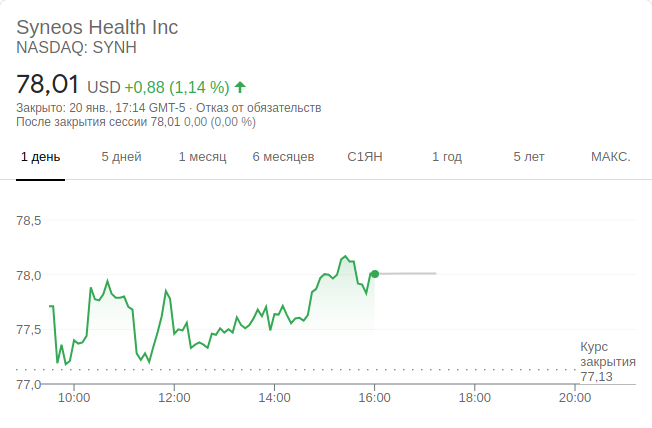 Syneos Health Inc
NASDAQ: SYNH
78,01 USD +0,88 (1,14 %)
Закрыто: 20 янв., 17:14 GMT-5 · Отказ от обязательств
После закрытия сессии 78,01 0,00 (0,00 %)
1 день 5 дней 1 месяц 6 месяцев С1ЯН 1 год 5 лет МАКС.
78,5
78,0
77,5
Курс
закрытия
77,13
77,0
10:00 12:00 14:00 16:00 18:00 20:00